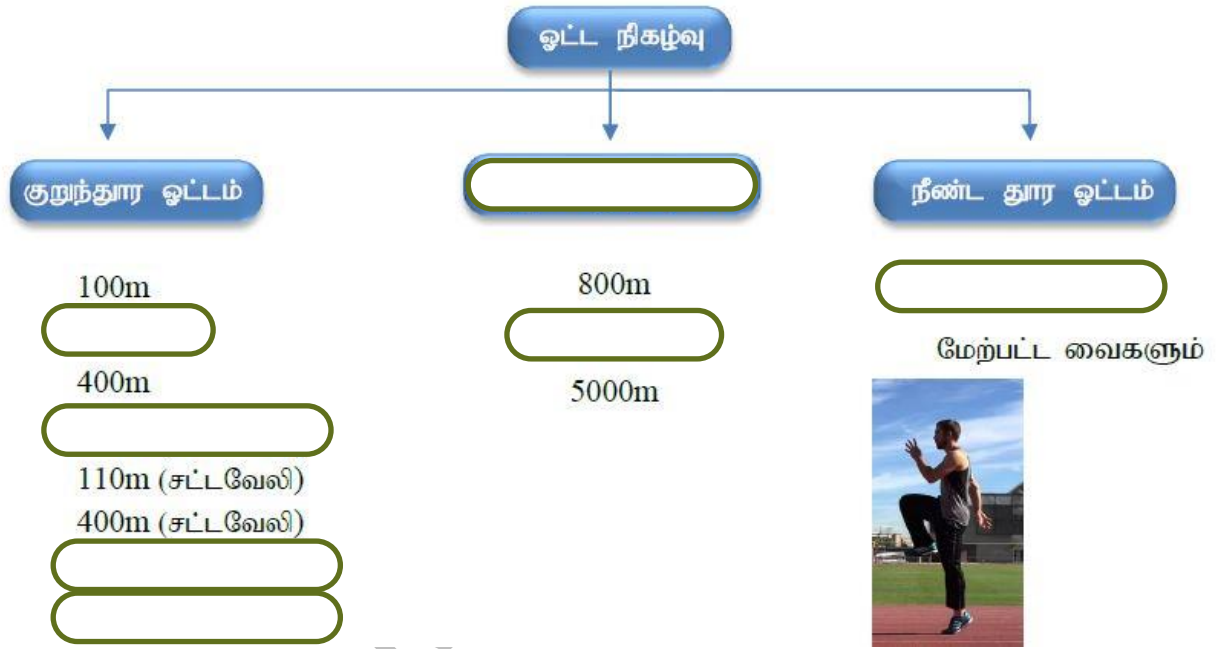 ஓட்ட நிகழ்வு
குறுந்தூர ஓட்டம்
100m
400m
110m (சட்டவேலி)
400m (சட்டவேலி)
800m
5000m
நீண்ட தூர ஓட்டம்
மேற்பட்ட வைகளும்